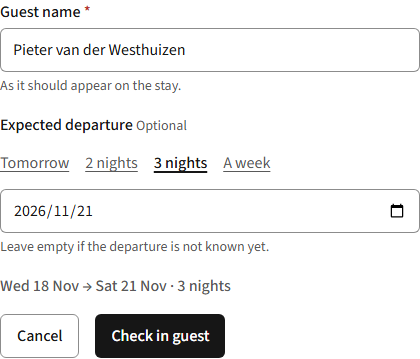 Guest name *
Pieter van der Westhuizen
As it should appear on the stay.
Expected departure Optional
Tomorrow 2 nights 3 nights A week
2026/11/21
Leave empty if the departure is not known yet.
Wed 18 Nov → Sat 21 Nov · 3 nights
Cancel Check in guest